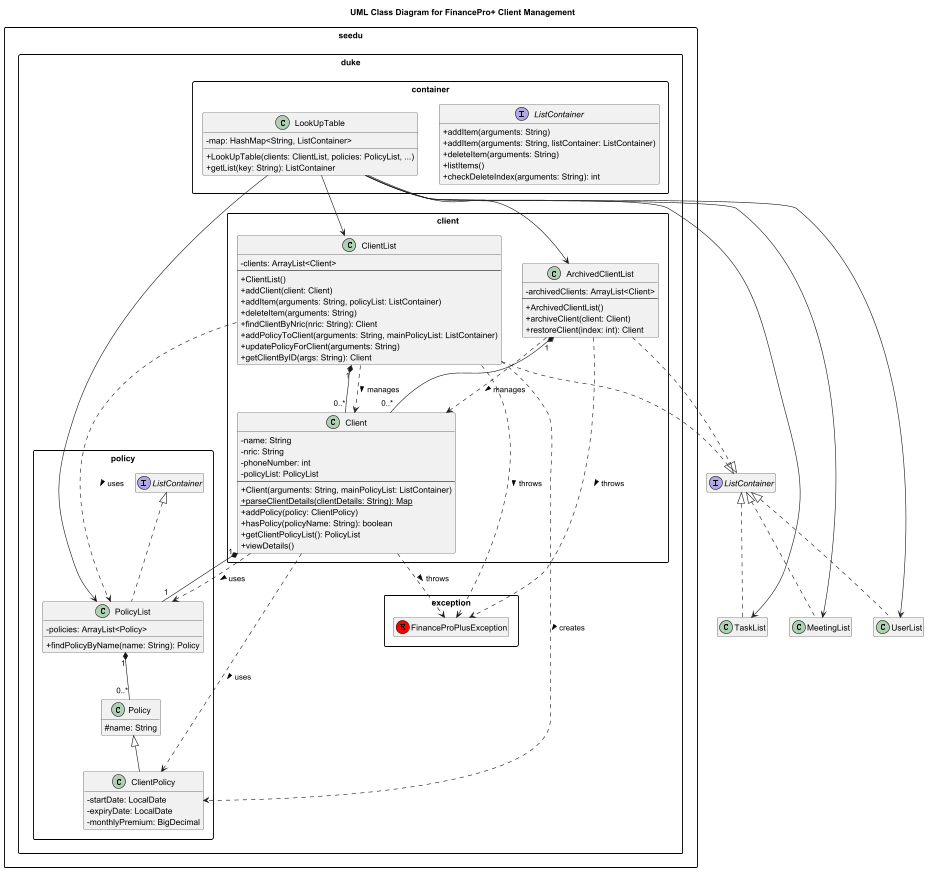 UML Class Diagram for FinancePro+ Client Management
seedu
duke
container
C LookUpTable
-map: HashMap<String, ListContainer>
+LookUpTable(clients: ClientList, policies: PolicyList, ...)
+getList(key: String): ListContainer
I ListContainer
+addItem(arguments: String)
+addItem(arguments: String, listContainer: ListContainer)
+deleteItem(arguments: String)
+listItems()
+checkDeleteIndex(arguments: String): int
client
C ClientList
-clients: ArrayList<Client>
+ClientList()
+addClient(client: Client)
+addItem(arguments: String, policyList: ListContainer)
+deleteItem(arguments: String)
+findClientByNric(nric: String): Client
+addPolicyToClient(arguments: String, mainPolicyList: ListContainer)
+updatePolicyForClient(arguments: String)
+getClientByID(args: String): Client
C ArchivedClientList
-archivedClients: ArrayList<Client>
+ArchivedClientList()
+archiveClient(client: Client)
+restoreClient(index: int): Client
1
1
manages
manages
0..*
0..*
C Client
-name: String
-nric: String
-phoneNumber: int
-policyList: PolicyList
+Client(arguments: String, mainPolicyList: ListContainer)
+parseClientDetails(clientDetails: String): Map
+addPolicy(policy: ClientPolicy)
+hasPolicy(policyName: String): boolean
+getClientPolicyList(): PolicyList
+viewDetails()
policy
I ListContainer
uses
throws
throws
I ListContainer
1
uses
throws
1
exception
FinanceProPlusException
C PolicyList
-policies: ArrayList<Policy>
+findPolicyByName(name: String): Policy
creates
C TaskList
C MeetingList
C UserList
1
0..*
uses
C Policy
#name: String
C ClientPolicy
-startDate: LocalDate
-expiryDate: LocalDate
-monthlyPremium: BigDecimal